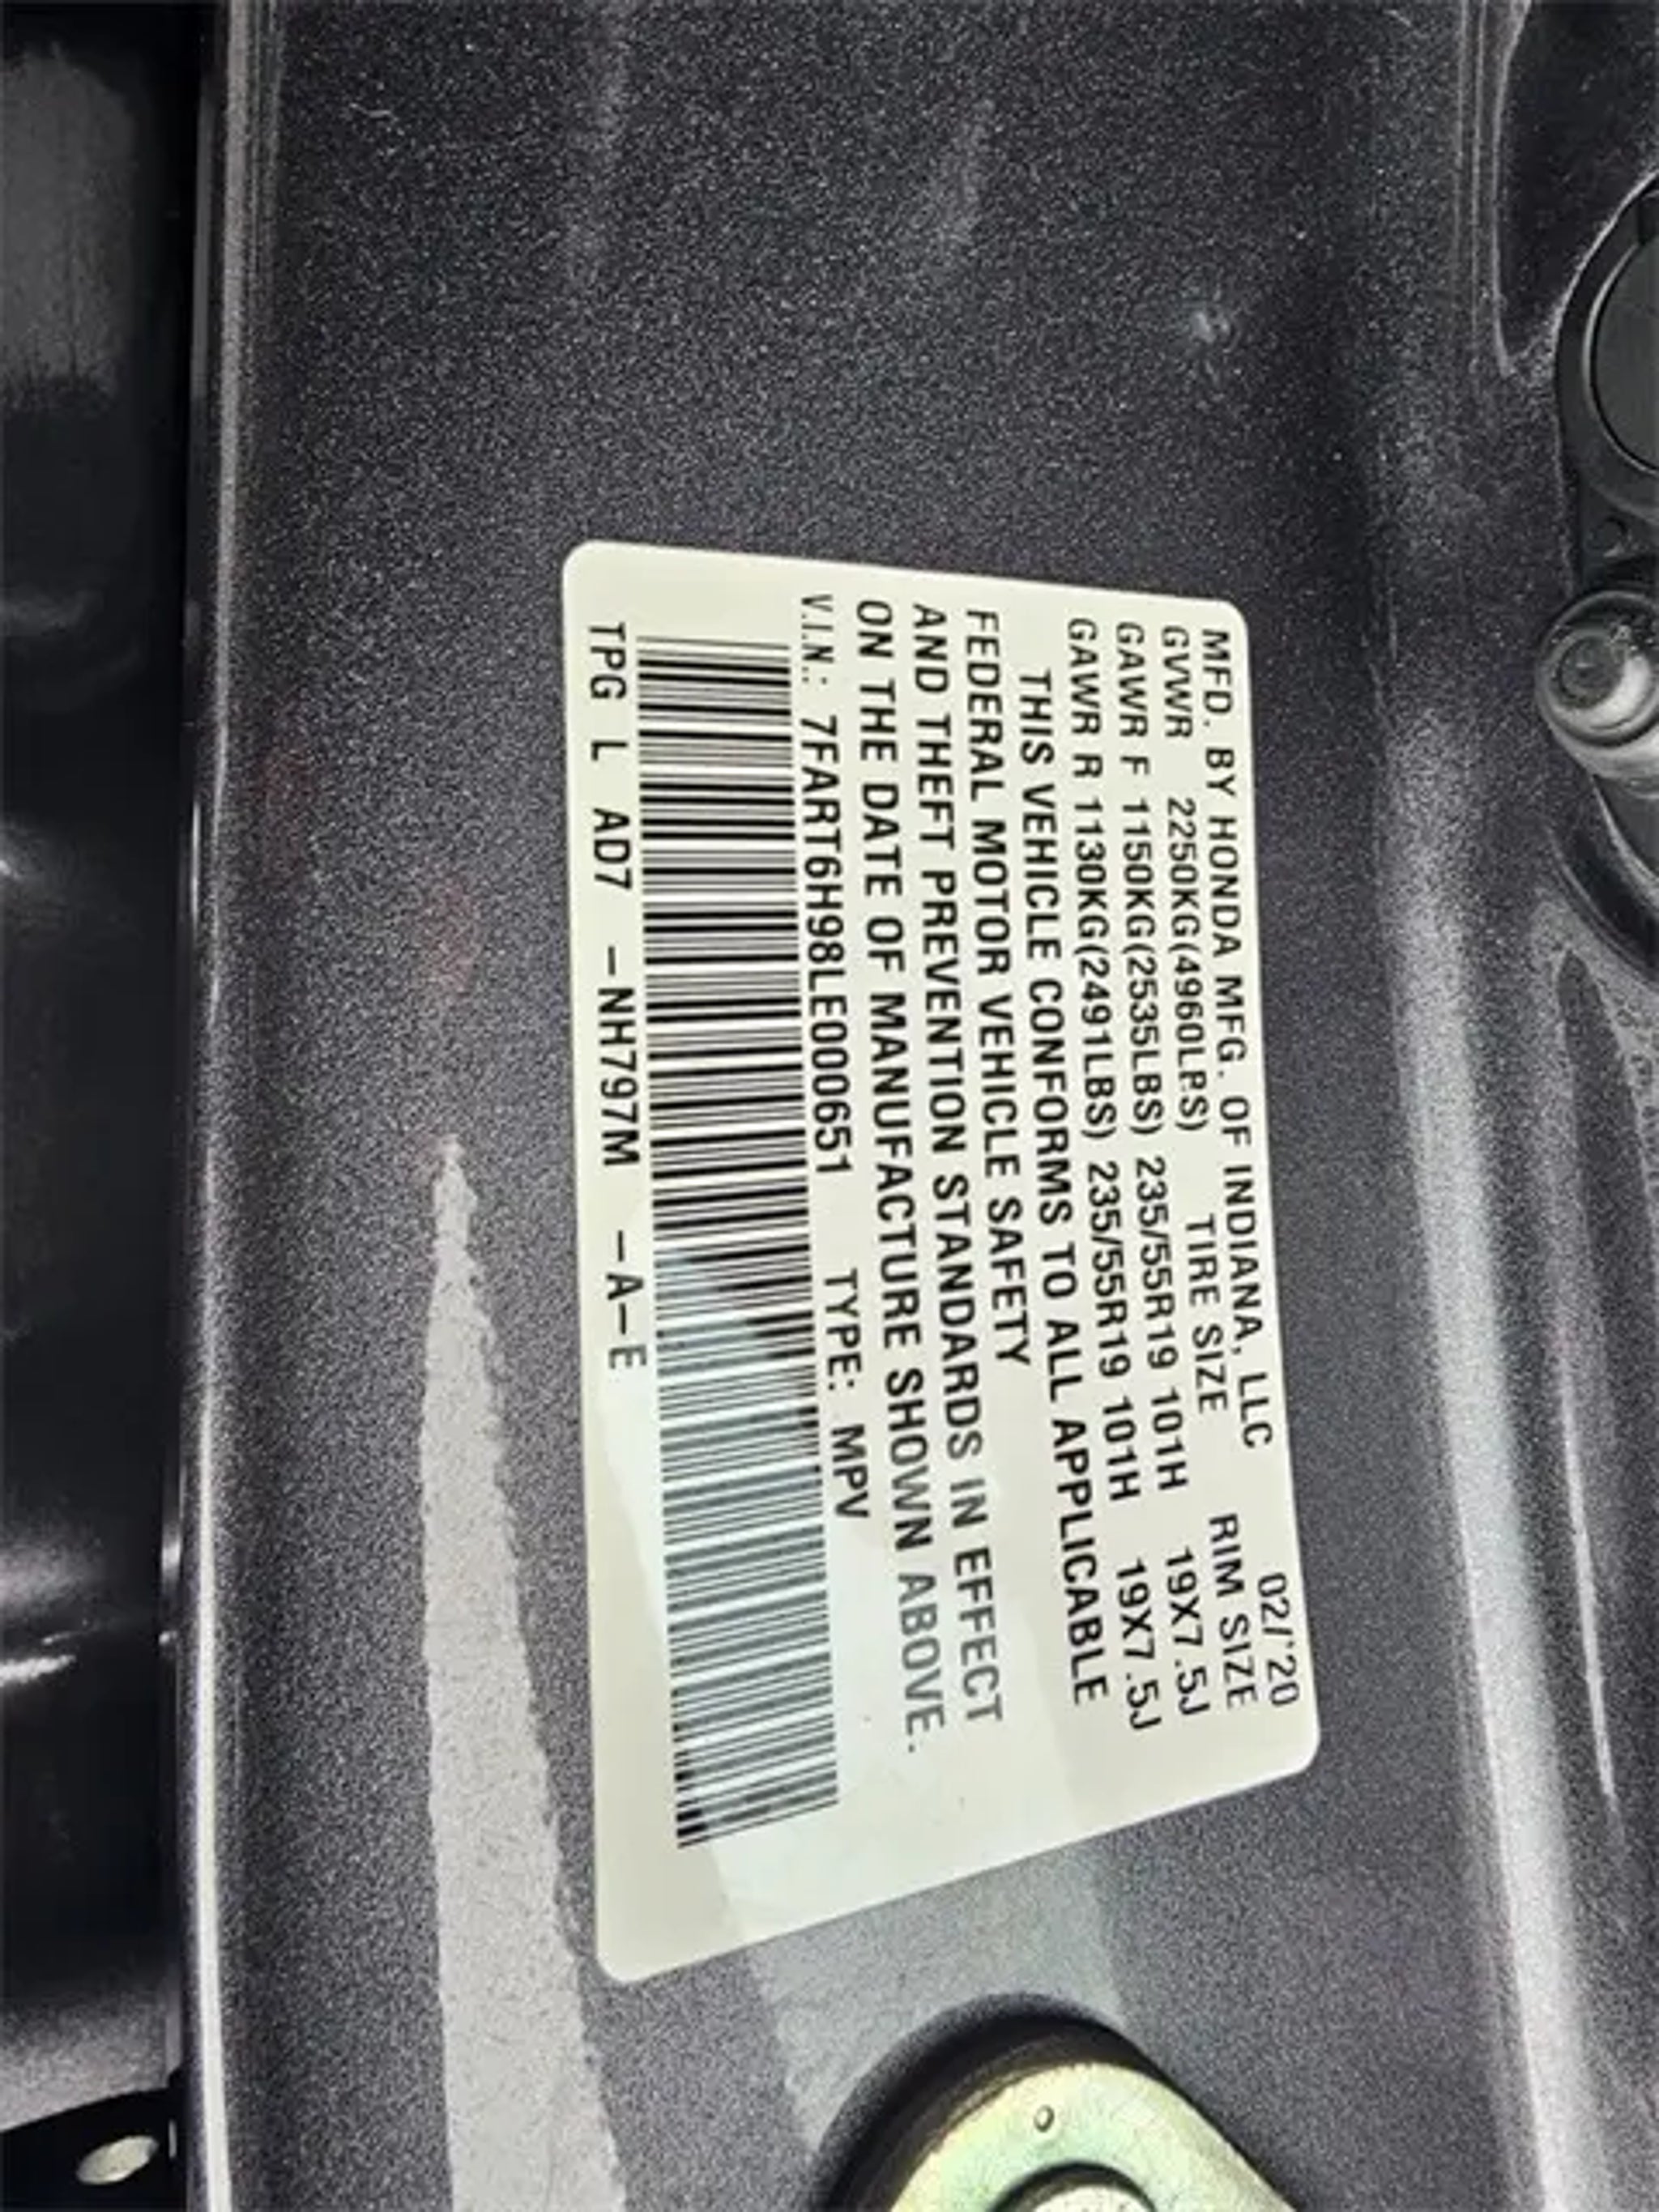 MFD. BY HONDA MFG. OF INDIANA, LLC 02/'20
GVWR 2250KG(4960LBS) TIRE SIZE RIM SIZE
GAWR F 1150KG(2535LBS) 235/55R19 101H 19X7.5J
GAWR R 1130KG(2491LBS) 235/55R19 101H 19X7.5J
THIS VEHICLE CONFORMS TO ALL APPLICABLE
FEDERAL MOTOR VEHICLE SAFETY
AND THEFT PREVENTION STANDARDS IN EFFECT
ON THE DATE OF MANUFACTURE SHOWN ABOVE.
V.I.N.: 7FART6H98LE000651 TYPE: MPV
TPG L AD7 -NH797M -A-E